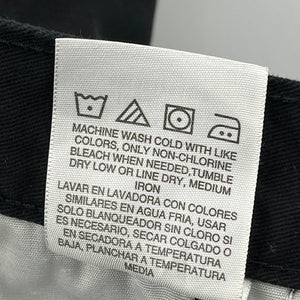 MACHINE WASH COLD WITH LIKE
COLORS, ONLY NON-CHLORINE
BLEACH WHEN NEEDED,TUMBLE
DRY LOW OR LINE DRY, MEDIUM
IRON
LAVAR EN LAVADORA CON COLORES
SIMILARES EN AGUA FRIA, USAR
SOLO BLANQUEADOR SIN CLORO SI
ES NECESARIO, SECAR COLGADO O
EN SECADORA A TEMPERATURA
BAJA, PLANCHAR A TEMPERATURA
MEDIA